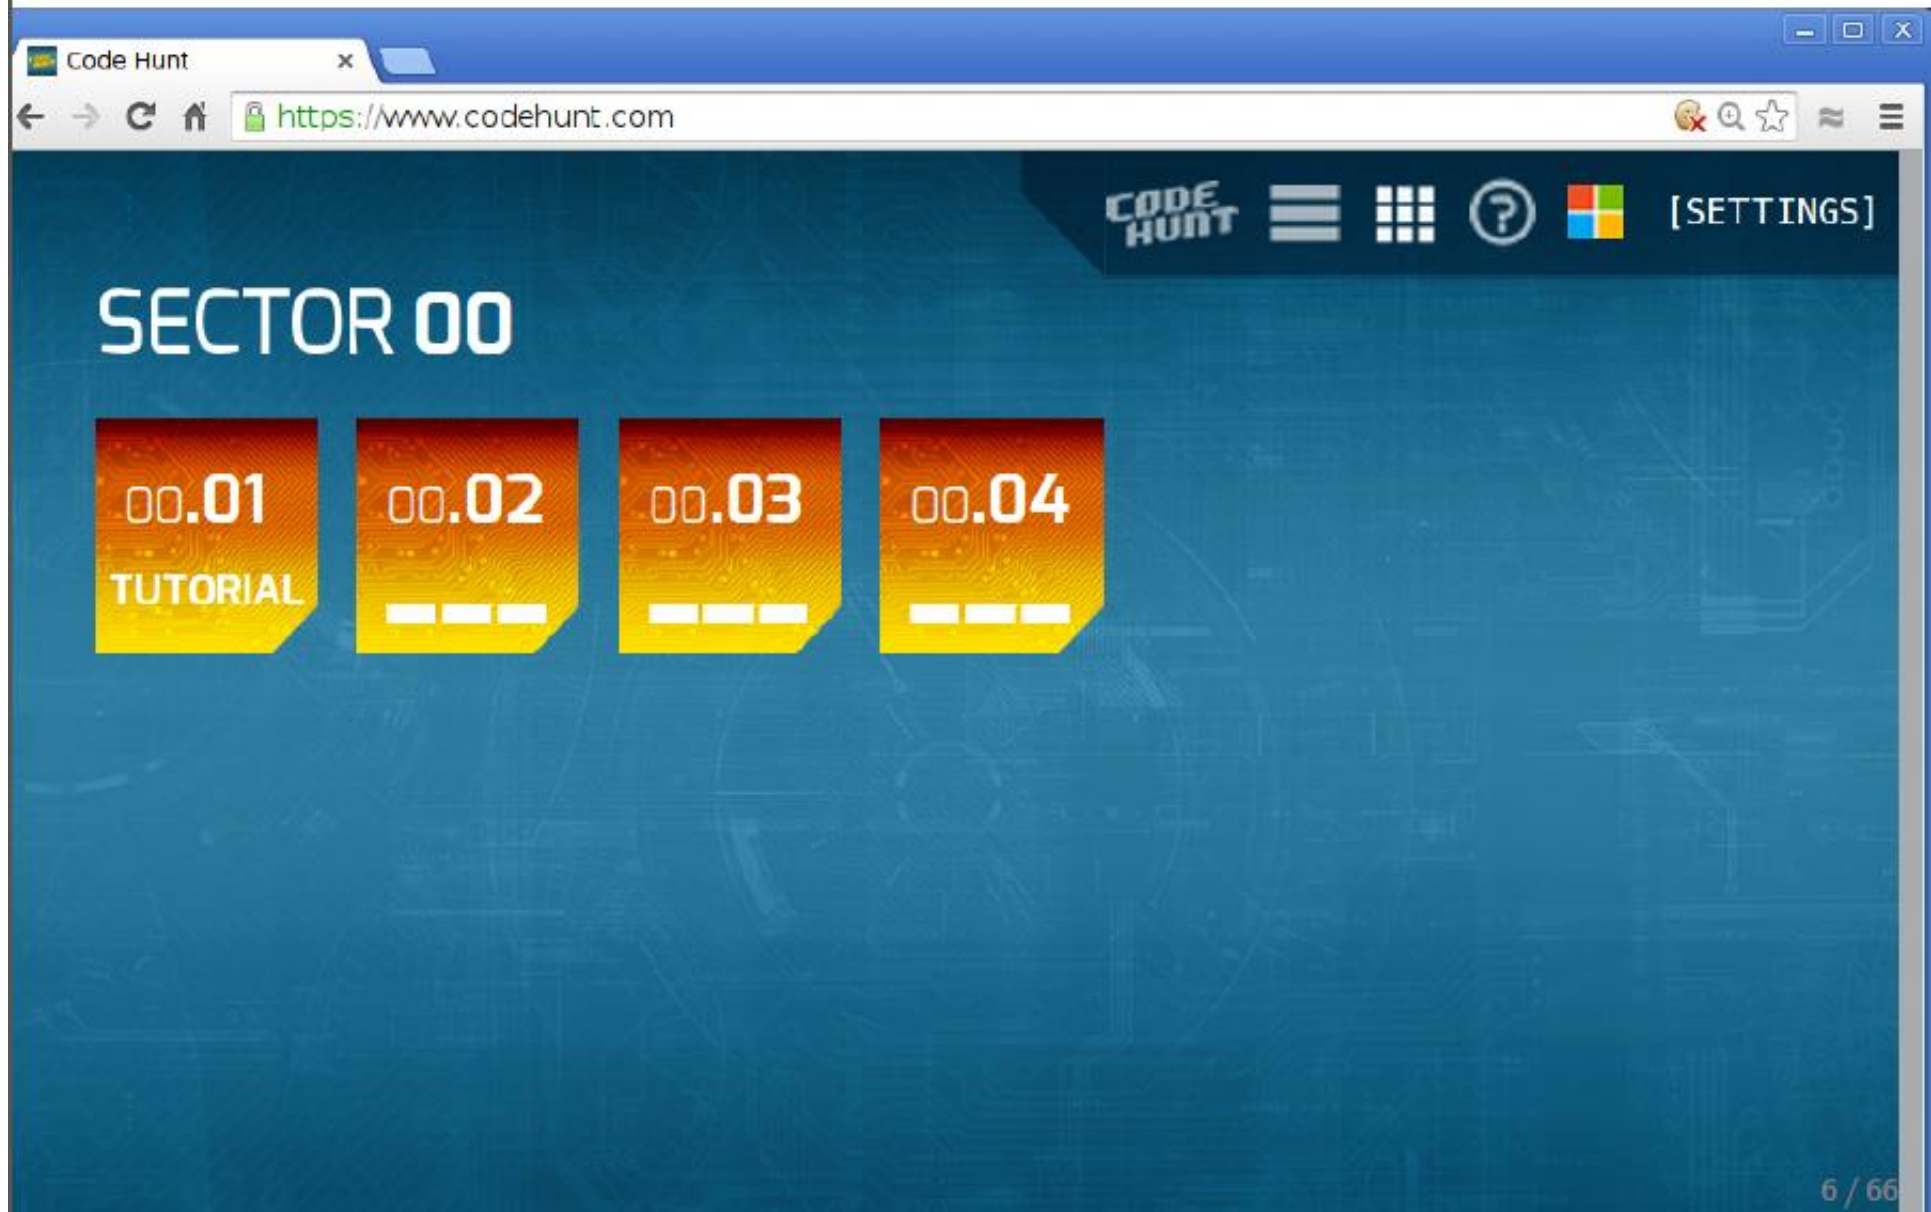 Code Hunt
https://www.codehunt.com
CODE HUNT
[SETTINGS]
SECTOR 00
00.01
TUTORIAL
00.02
00.03
00.04
6 / 66